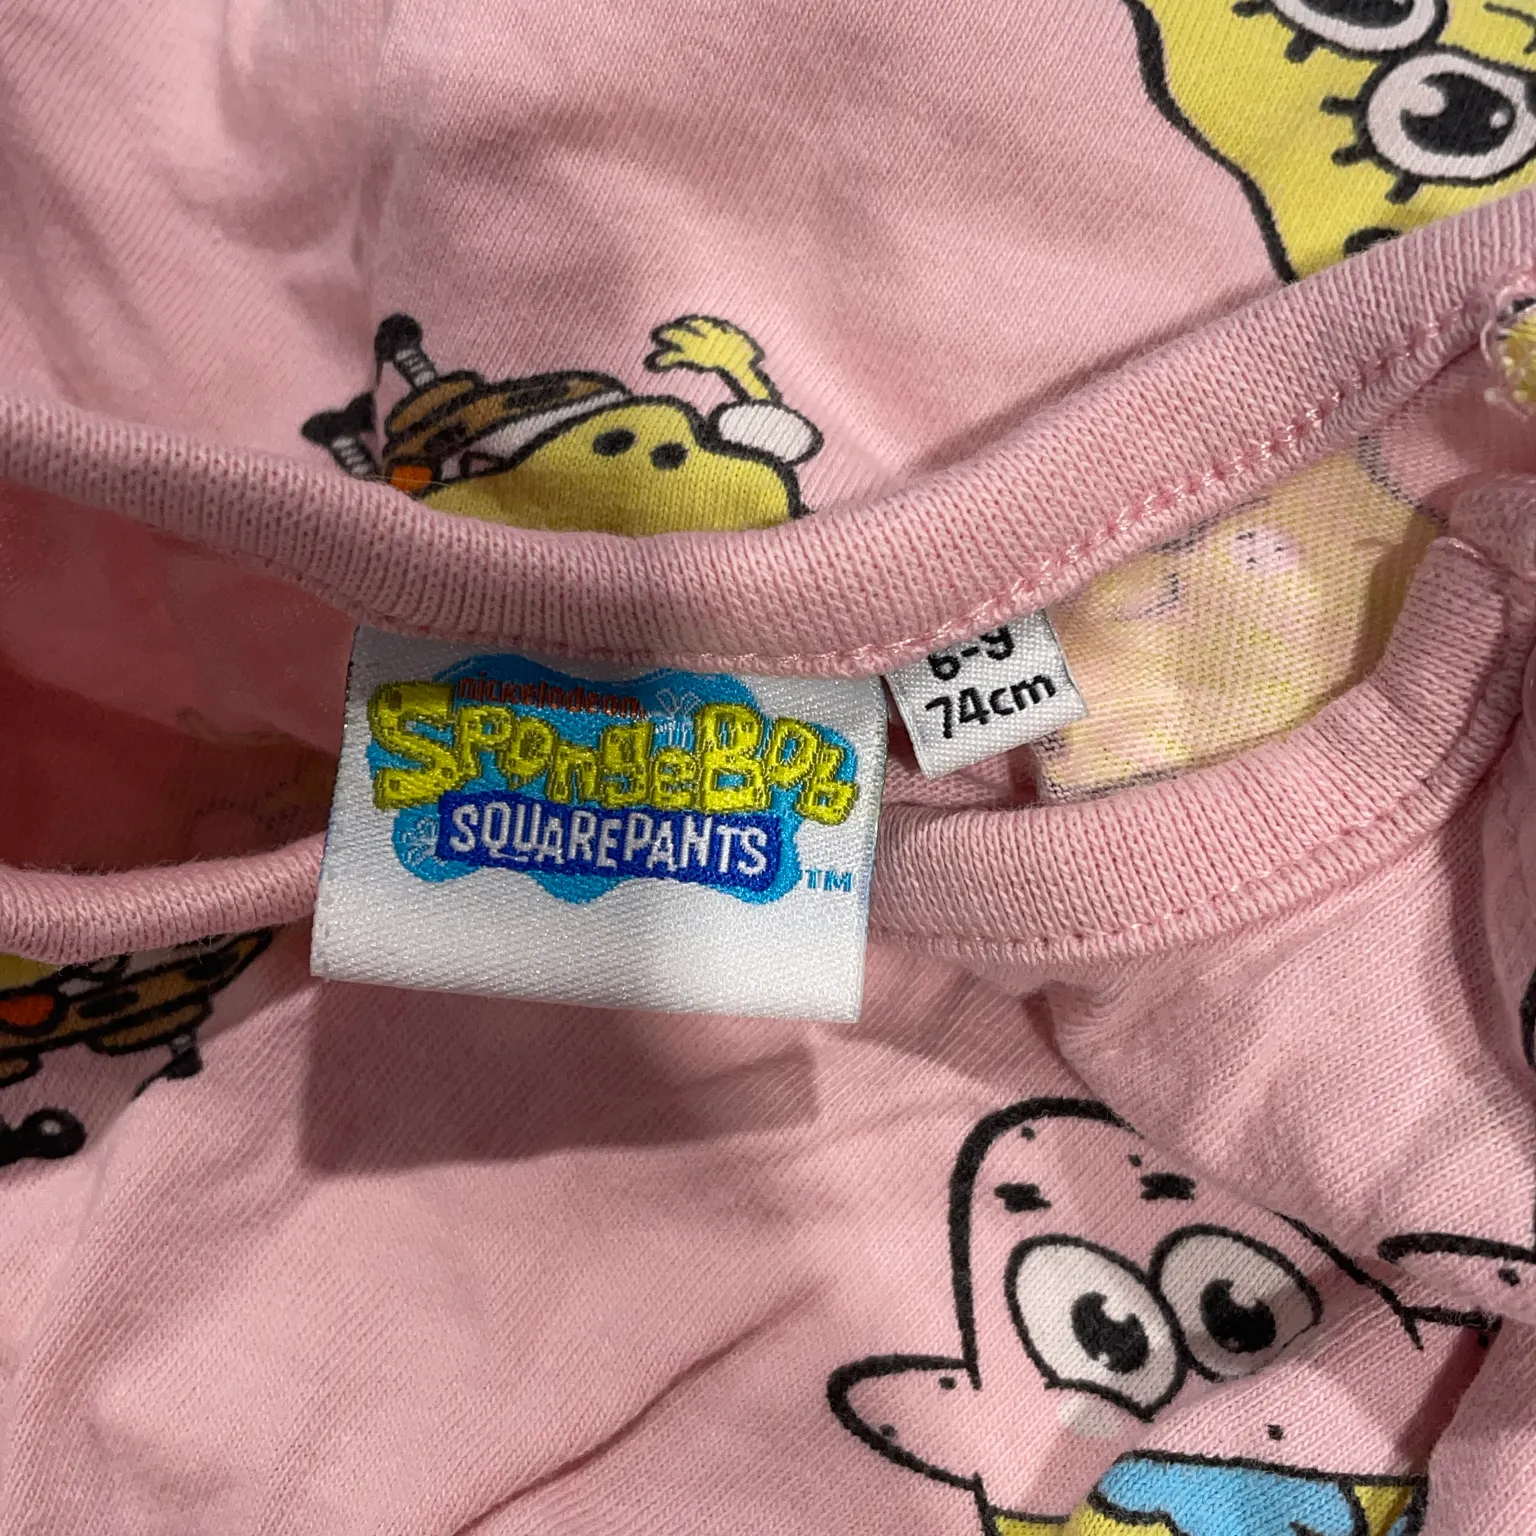 nickelodeon
SPONGEBOB
SQUAREPANTS
TM
6-9
74cm